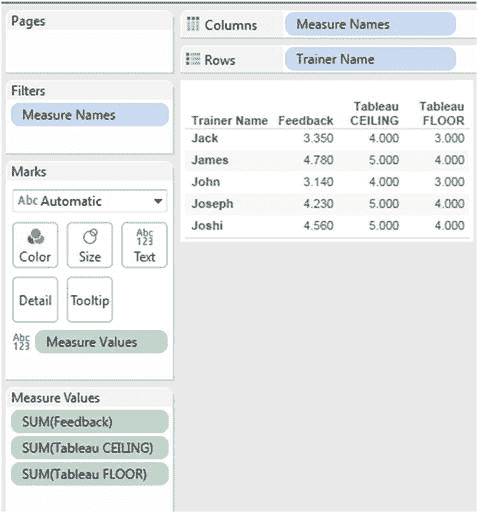 Pages
Columns
Measure Names
Rows
Trainer Name
Filters
Measure Names
Marks
Abc Automatic
Color
Size
Abc
123
Text
Detail
Tooltip
Abc
123
Measure Values
Measure Values
SUM(Feedback)
SUM(Tableau CEILING)
SUM(Tableau FLOOR)
Trainer Name Feedback Tableau CEILING Tableau FLOOR
Jack 3.350 4.000 3.000
James 4.780 5.000 4.000
John 3.140 4.000 3.000
Joseph 4.230 5.000 4.000
Joshi 4.560 5.000 4.000